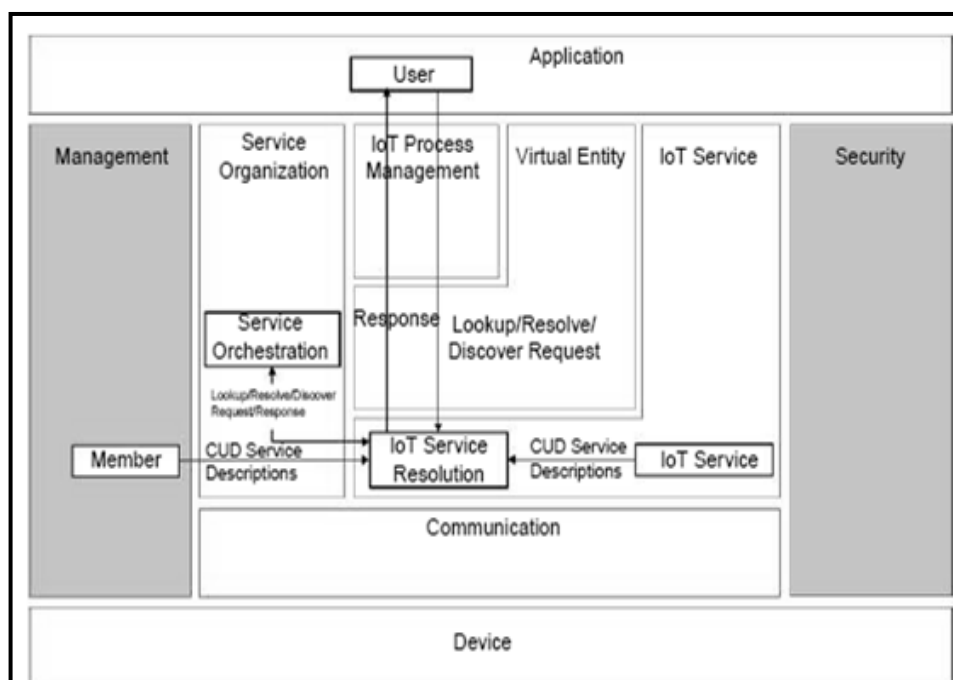 Application
User
Management
Service
Organization
IoT Process
Management
Virtual Entity
IoT Service
Security
Service
Orchestration
Response
Lookup/Resolve/
Discover Request
Lookup/Resolve/Discover
Request/Response
Member
CUD Service
Descriptions
IoT Service
Resolution
CUD Service
Descriptions
IoT Service
Communication
Device